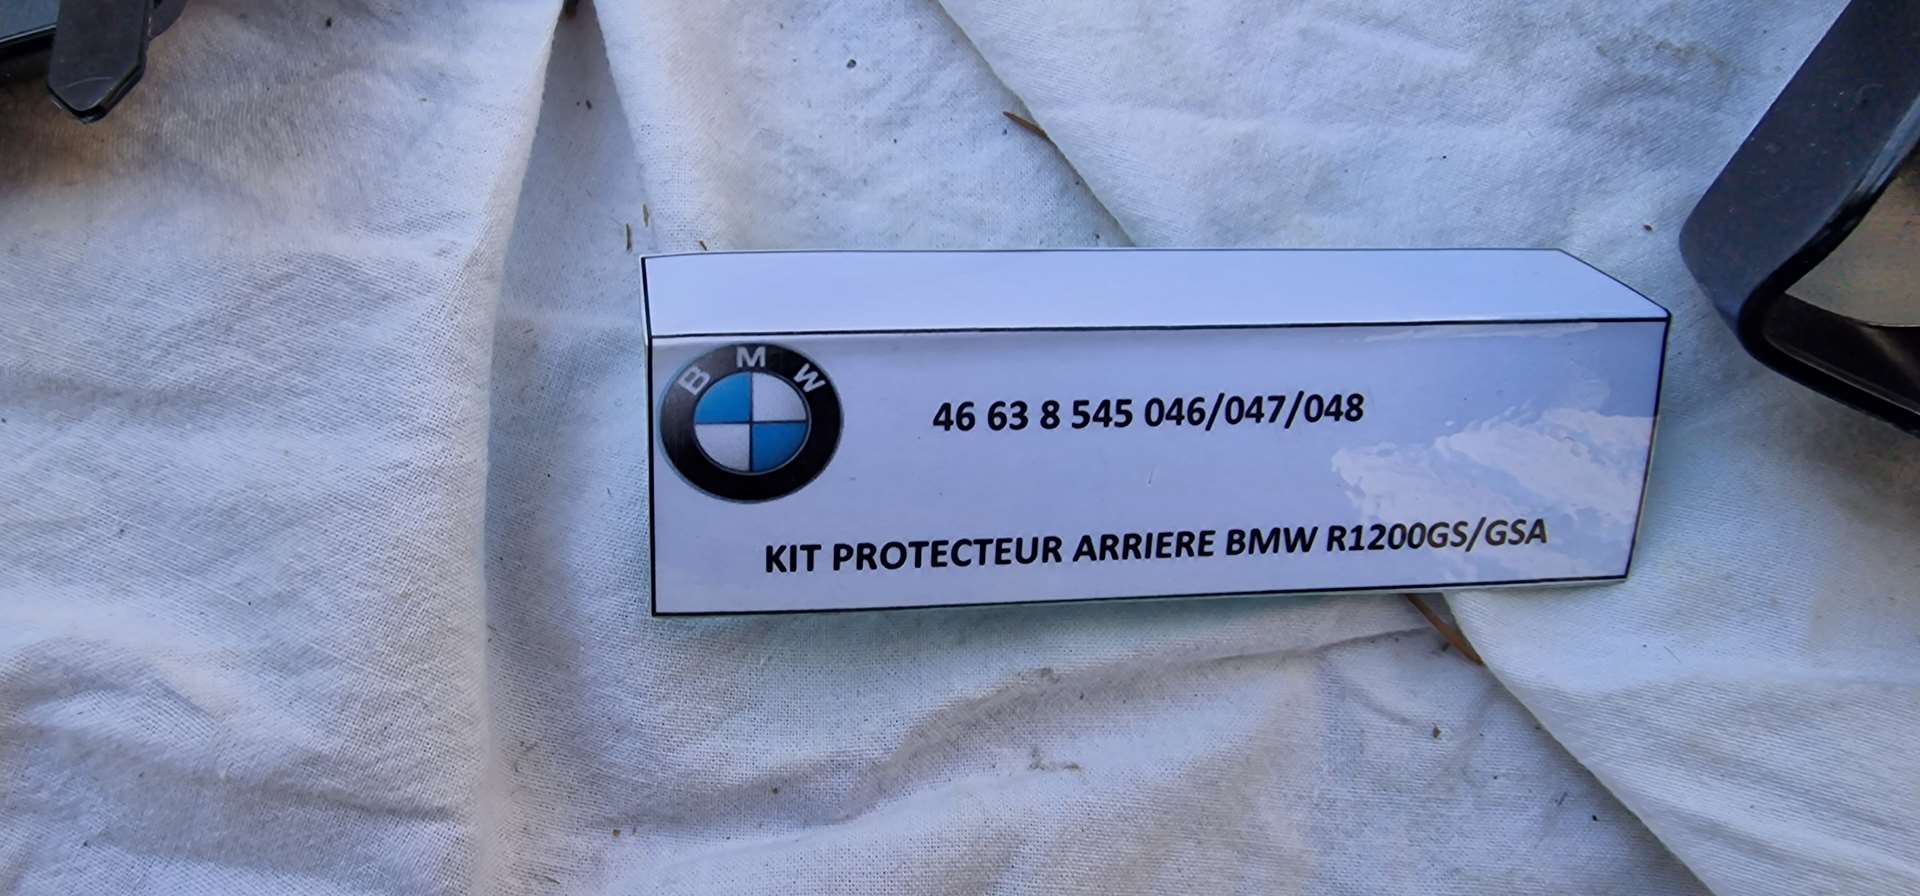 BMW
46 63 8 545 046/047/048
KIT PROTECTEUR ARRIERE BMW R1200GS/GSA